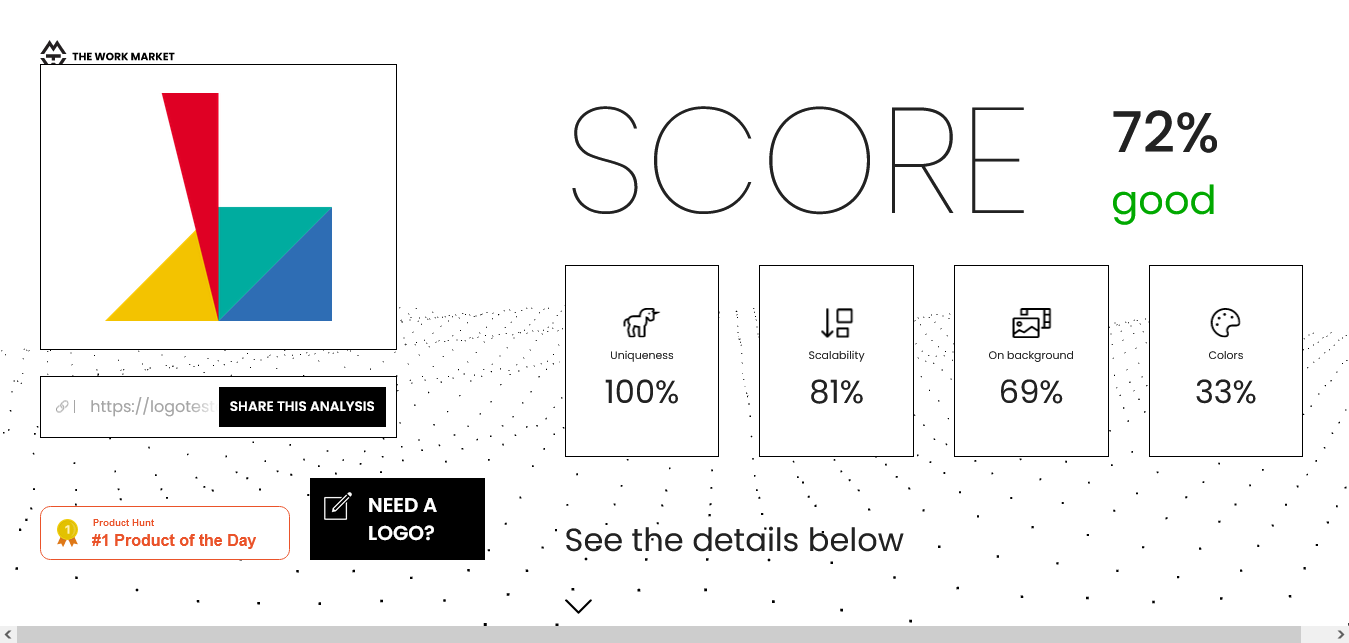 THE WORK MARKET
SCORE
72%
good
Uniqueness
100%
Scalability
81%
On background
69%
Colors
33%
https://logotest
SHARE THIS ANALYSIS
1
Product Hunt
#1 Product of the Day
NEED A
LOGO?
See the details below